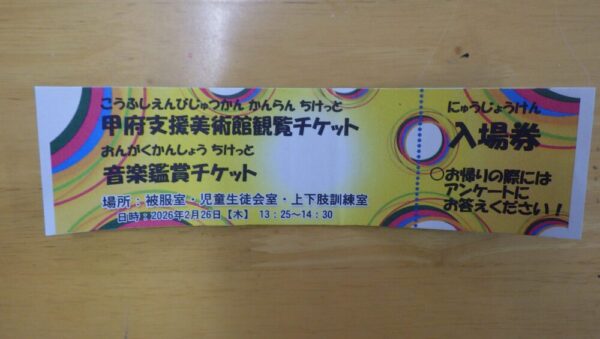 こうふしえんびじゅつかん かんらん ちけっと
甲府支援美術館観覧チケット
おんがくかんしょう ちけっと
音楽鑑賞チケット
場所：被服室・児童生徒会室・上下肢訓練室
日時：2026年2月26日【木】 13：25～14：30
にゅうじょうけん
入場券
○お帰りの際には
アンケートに
お答えください！